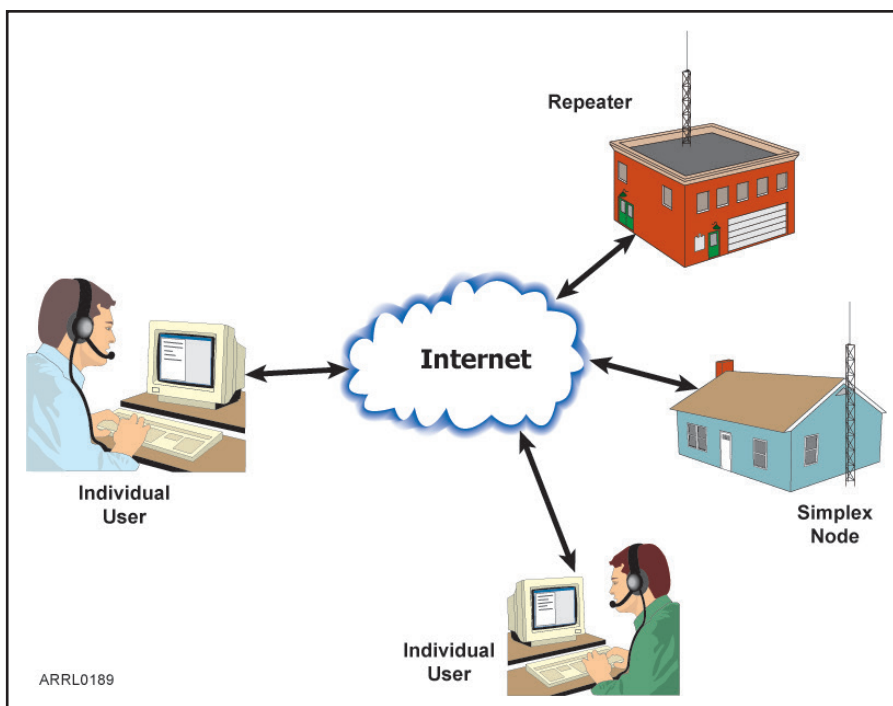 Repeater
Internet
Individual
User
Simplex
Node
Individual
User
ARRL0189